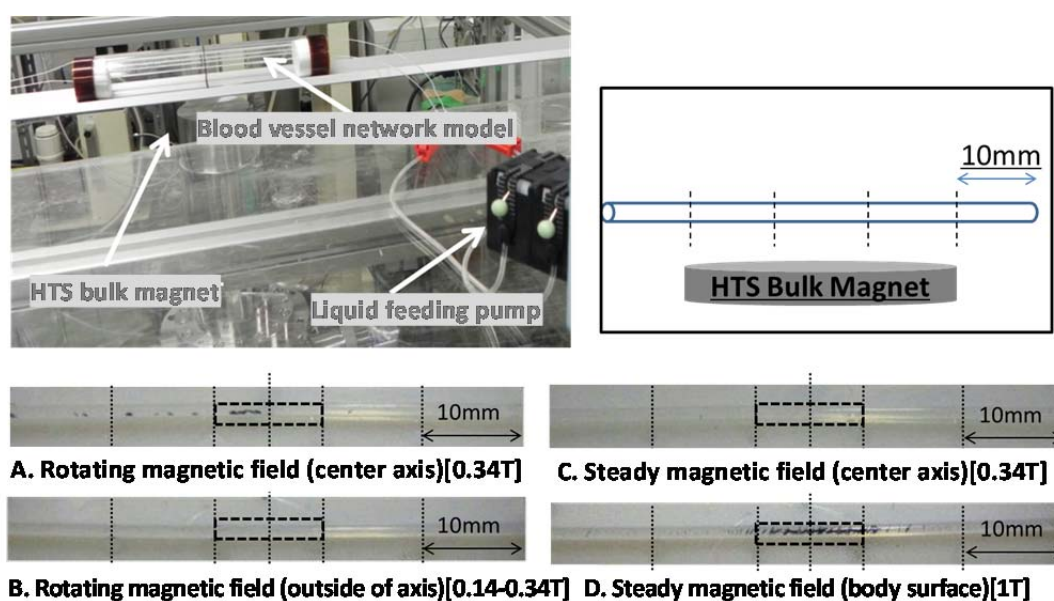 Blood vessel network model
HTS bulk magnet
Liquid feeding pump
10mm
HTS Bulk Magnet
10mm
A. Rotating magnetic field (center axis)[0.34T]
10mm
C. Steady magnetic field (center axis)[0.34T]
10mm
B. Rotating magnetic field (outside of axis)[0.14-0.34T]
10mm
D. Steady magnetic field (body surface)[1T]